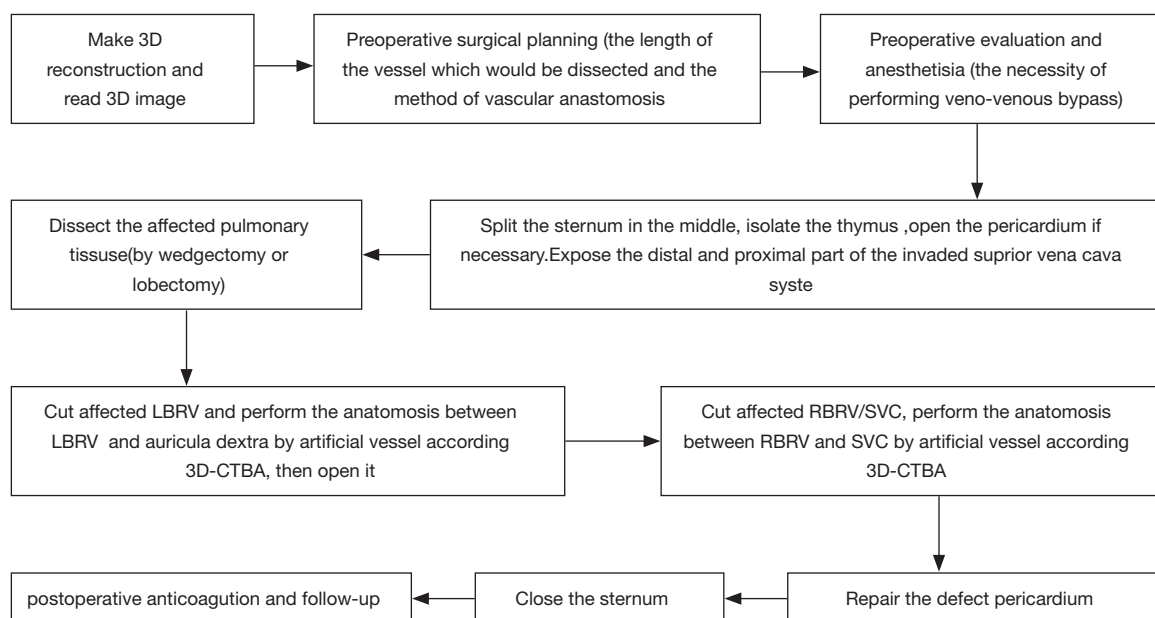 Make 3D
reconstruction and
read 3D image
Preoperative surgical planning (the length of
the vessel which would be dissected and the
method of vascular anastomosis
Preoperative evaluation and
anesthetisia (the necessity of
performing veno-venous bypass)
Split the sternum in the middle, isolate the thymus ,open the pericardium if
necessary.Expose the distal and proximal part of the invaded suprior vena cava
syste
Dissect the affected pulmonary
tissuse(by wedgectomy or
lobectomy)
Cut affected LBRV and perform the anatomosis between
LBRV and auricula dextra by artificial vessel according
3D-CTBA, then open it
Cut affected RBRV/SVC, perform the anatomosis
between RBRV and SVC by artificial vessel according
3D-CTBA
Repair the defect pericardium
Close the sternum
postoperative anticoagution and follow-up